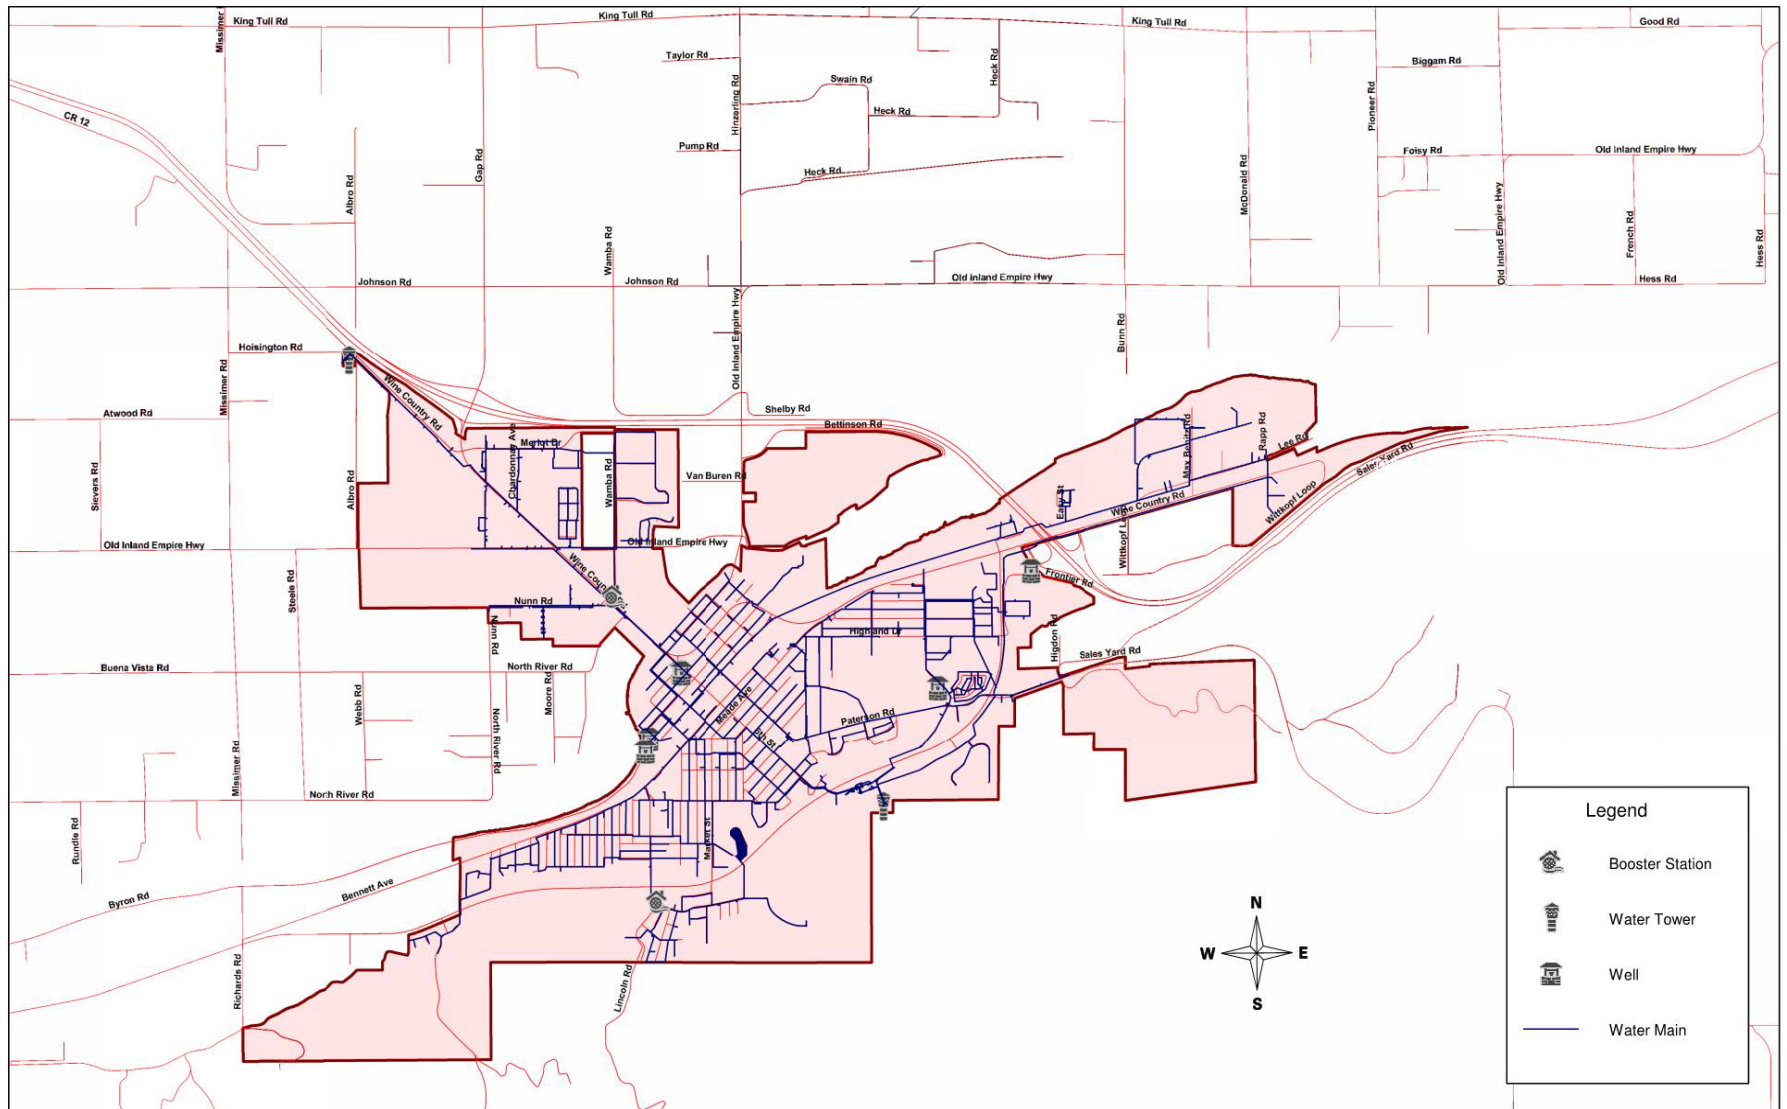 King Tull Rd
King Tull Rd
King Tull Rd
Good Rd
Missimer
Taylor Rd
Biggam Rd
Swain Rd
Heck Rd
Heck Rd
Hinzerling Rd
Pioneer Rd
CR 12
Pump Rd
Foisy Rd
Old Inland Empire Hwy
Gap Rd
Heck Rd
Albro Rd
McDonald Rd
Wamba Rd
Old Inland Empire Hwy
French Rd
Hess Rd
Johnson Rd
Johnson Rd
Old Inland Empire Hwy
Hess Rd
Old Inland Empire Hwy
Bunn Rd
Hoisington Rd
Missimer Rd
Wine Country Rd
Atwood Rd
Shelby Rd
Bettinson Rd
Merlot Dr
Chardonnay Ave
Max Benitz Rd
Rapp Rd
Lee Rd
Sievers Rd
Albro Rd
Wamba Rd
Van Buren Rd
Sales Yard Rd
Easy St
Wine Country Rd
Wittkopf Loop
Wittkopf L
Old Inland Empire Hwy
Old Inland Empire Hwy
Wine Coun
Steele Rd
Frontier Rd
Nunn Rd
Nunn Rd
Highland Dr
Higdon Rd
Sales Yard Rd
Buena Vista Rd
North River Rd
Webb Rd
Moore Rd
Meade Ave
Paterson Rd
6th St
North River Rd
Missimer Rd
North River Rd
Rundle Rd
Market St
Legend
Booster Station
Water Tower
Well
Water Main
Byron Rd
Bennett Ave
Richards Rd
Lincoln Rd
N
W
E
S